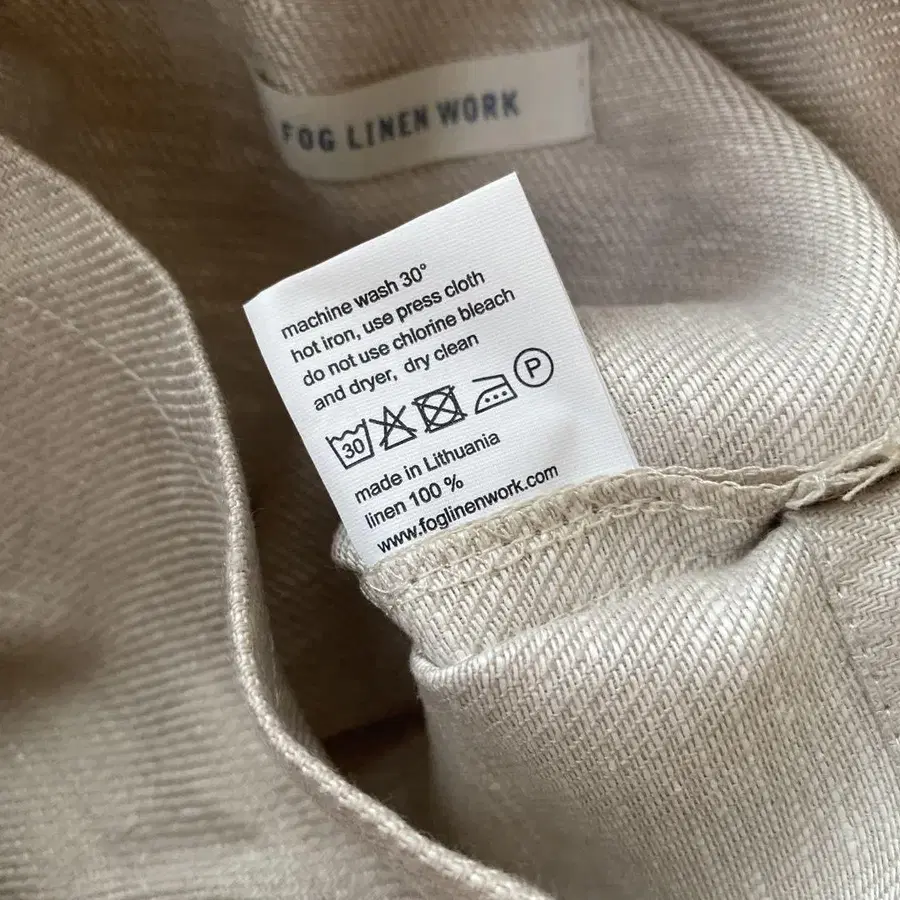 FOG LINEN WORK
machine wash 30°
hot iron, use press cloth
do not use chlorine bleach
and dryer, dry clean
30 P
made in Lithuania
linen 100 %
www.foglinenwork.com